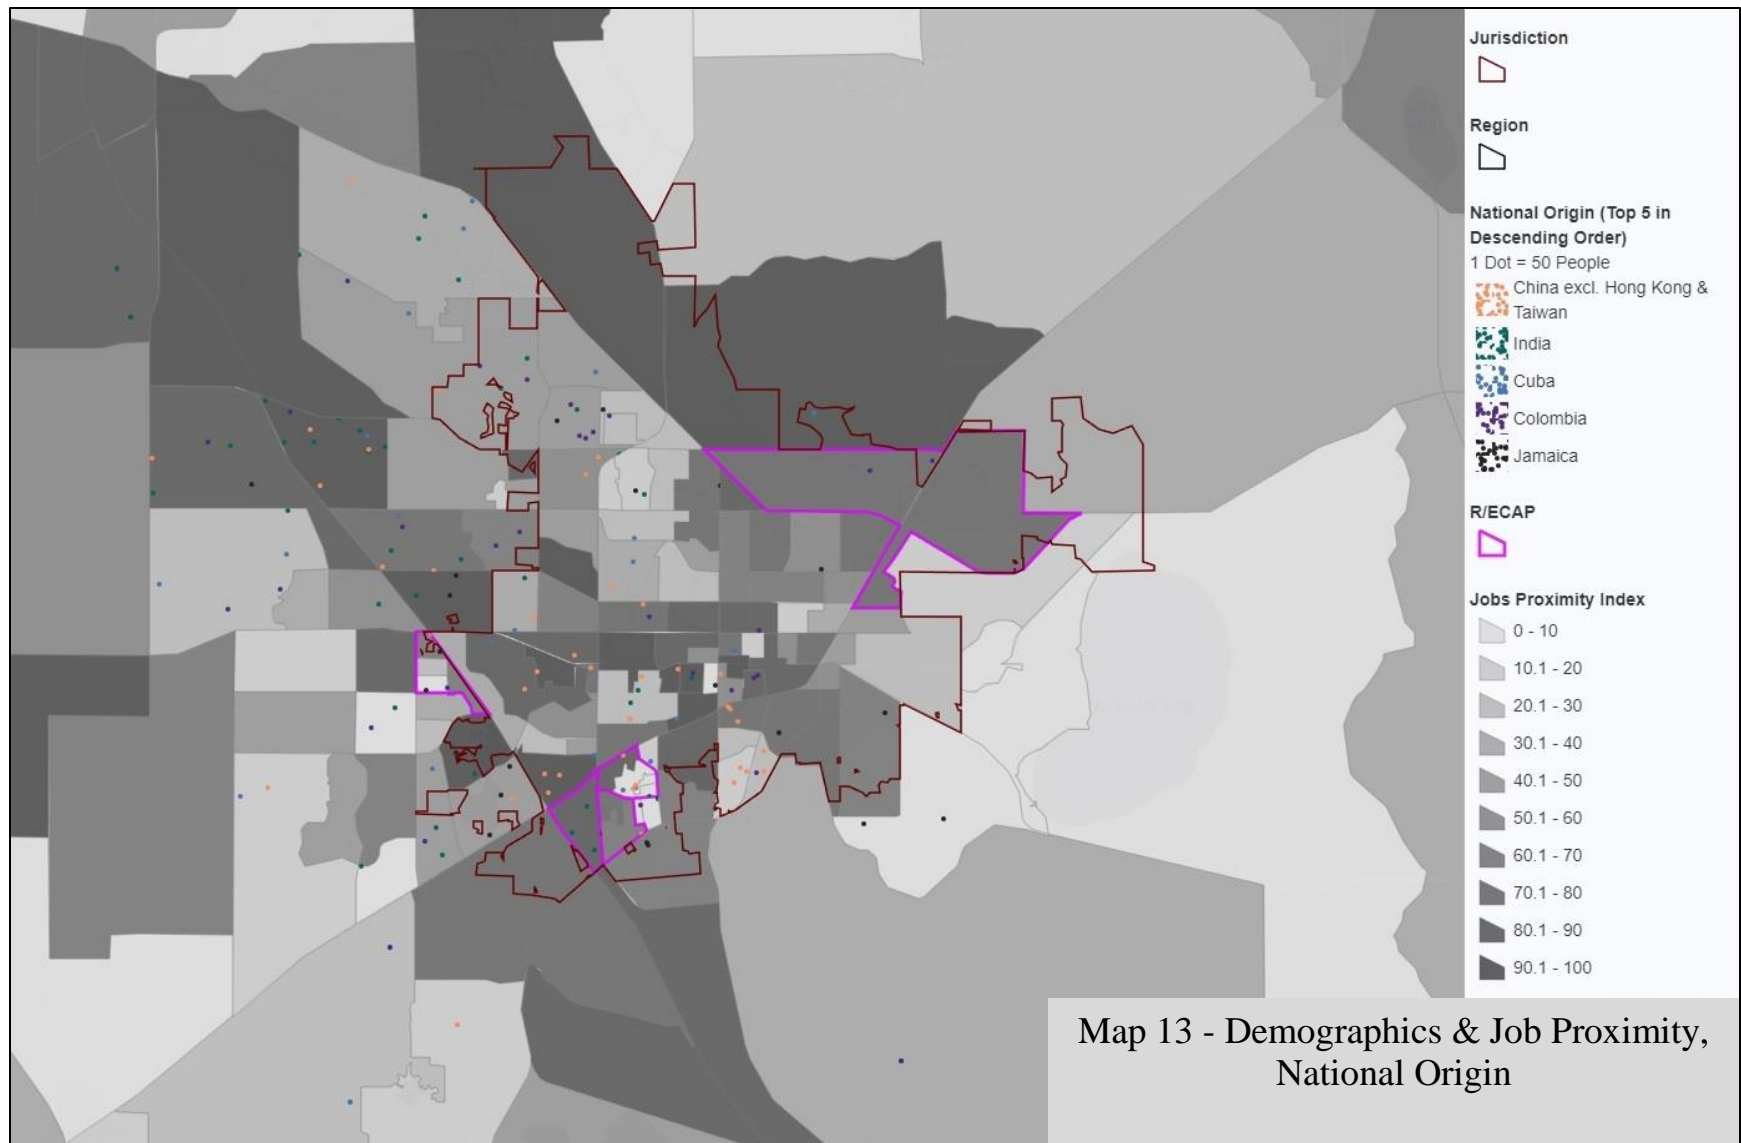 Jurisdiction
Region
National Origin (Top 5 in
Descending Order)
1 Dot = 50 People
China excl. Hong Kong &
Taiwan
India
Cuba
Colombia
Jamaica
R/ECAP
Jobs Proximity Index
0 - 10
10.1 - 20
20.1 - 30
30.1 - 40
40.1 - 50
50.1 - 60
60.1 - 70
70.1 - 80
80.1 - 90
90.1 - 100
Map 13 - Demographics & Job Proximity,
National Origin